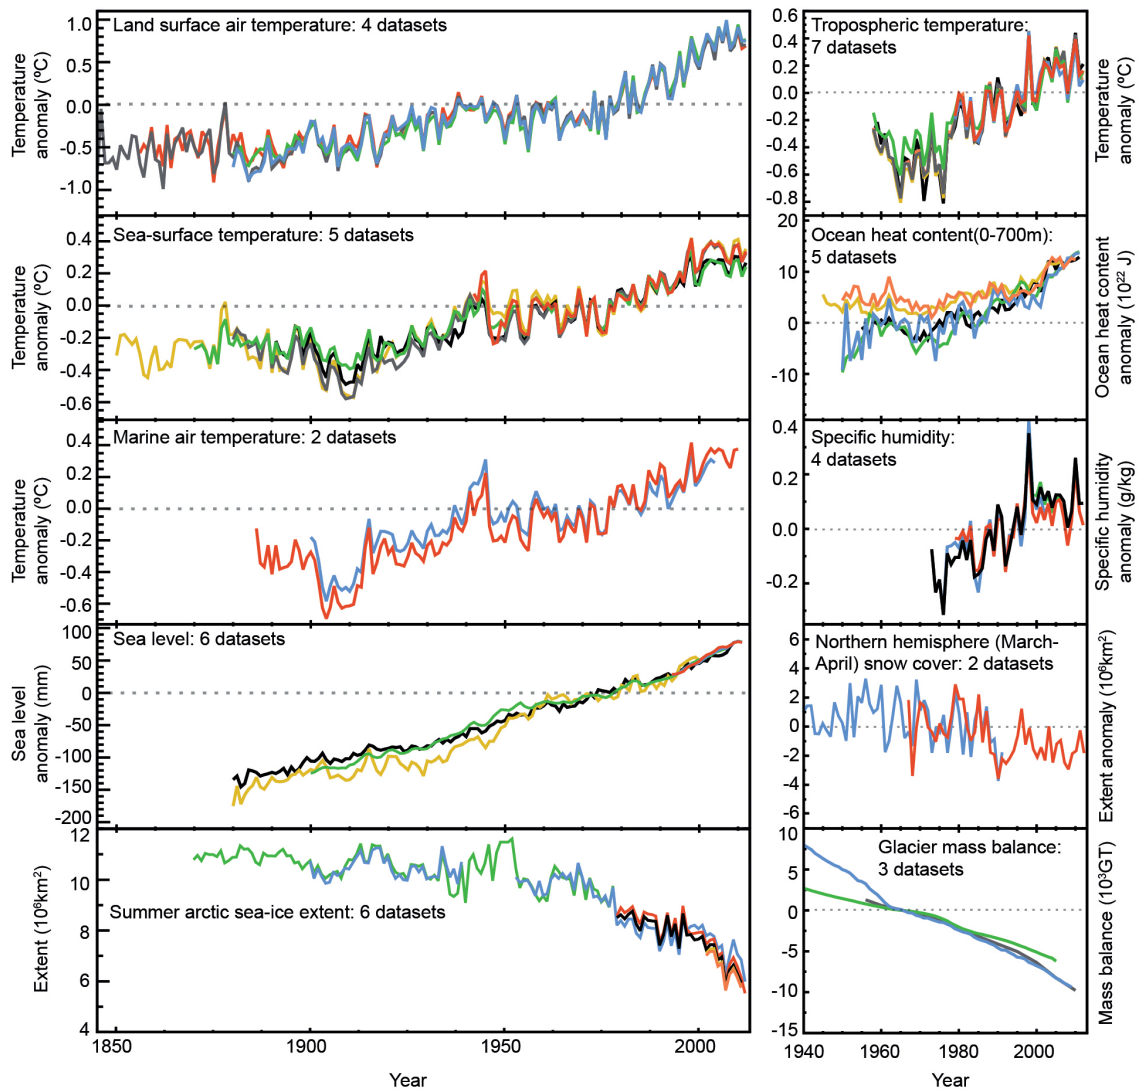 Land surface air temperature: 4 datasets
Temperature
anomaly (ºC)
1.0
0.5
0.0
-0.5
-1.0
Sea-surface temperature: 5 datasets
Temperature
anomaly (ºC)
0.4
0.2
0.0
-0.2
-0.4
-0.6
Marine air temperature: 2 datasets
Temperature
anomaly (ºC)
0.4
0.2
0.0
-0.2
-0.4
-0.6
Sea level: 6 datasets
Sea level
anomaly (mm)
100
50
0
-50
-100
-150
-200
Summer arctic sea-ice extent: 6 datasets
Extent (10⁶km²)
12
10
8
6
4
1850
1900
1950
2000
Year
Tropospheric temperature:
7 datasets
Temperature
anomaly (ºC)
0.6
0.4
0.2
0.0
-0.2
-0.4
-0.6
-0.8
Ocean heat content(0-700m):
5 datasets
Ocean heat content
anomaly (10²² J)
20
10
0
-10
Specific humidity:
4 datasets
Specific humidity
anomaly (g/kg)
0.4
0.2
0.0
-0.2
Northern hemisphere (March-
April) snow cover: 2 datasets
Extent anomaly (10⁶km²)
6
4
2
0
-2
-4
-6
Glacier mass balance:
3 datasets
Mass balance (10³GT)
10
5
0
-5
-10
-15
1940
1960
1980
2000
Year